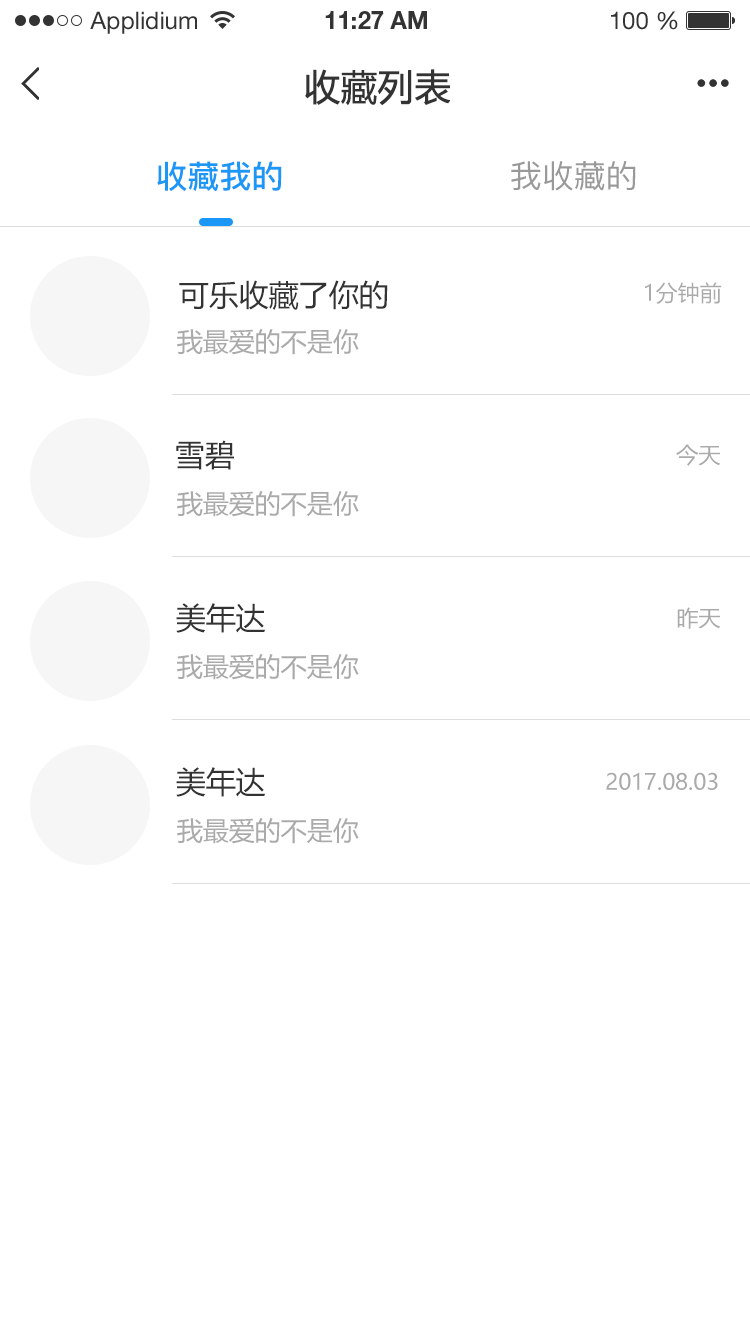 Applidium 11:27 AM 100 %
收藏列表
收藏我的 我收藏的
可乐收藏了你的 1分钟前
我最爱的不是你
雪碧 今天
我最爱的不是你
美年达 昨天
我最爱的不是你
美年达 2017.08.03
我最爱的不是你